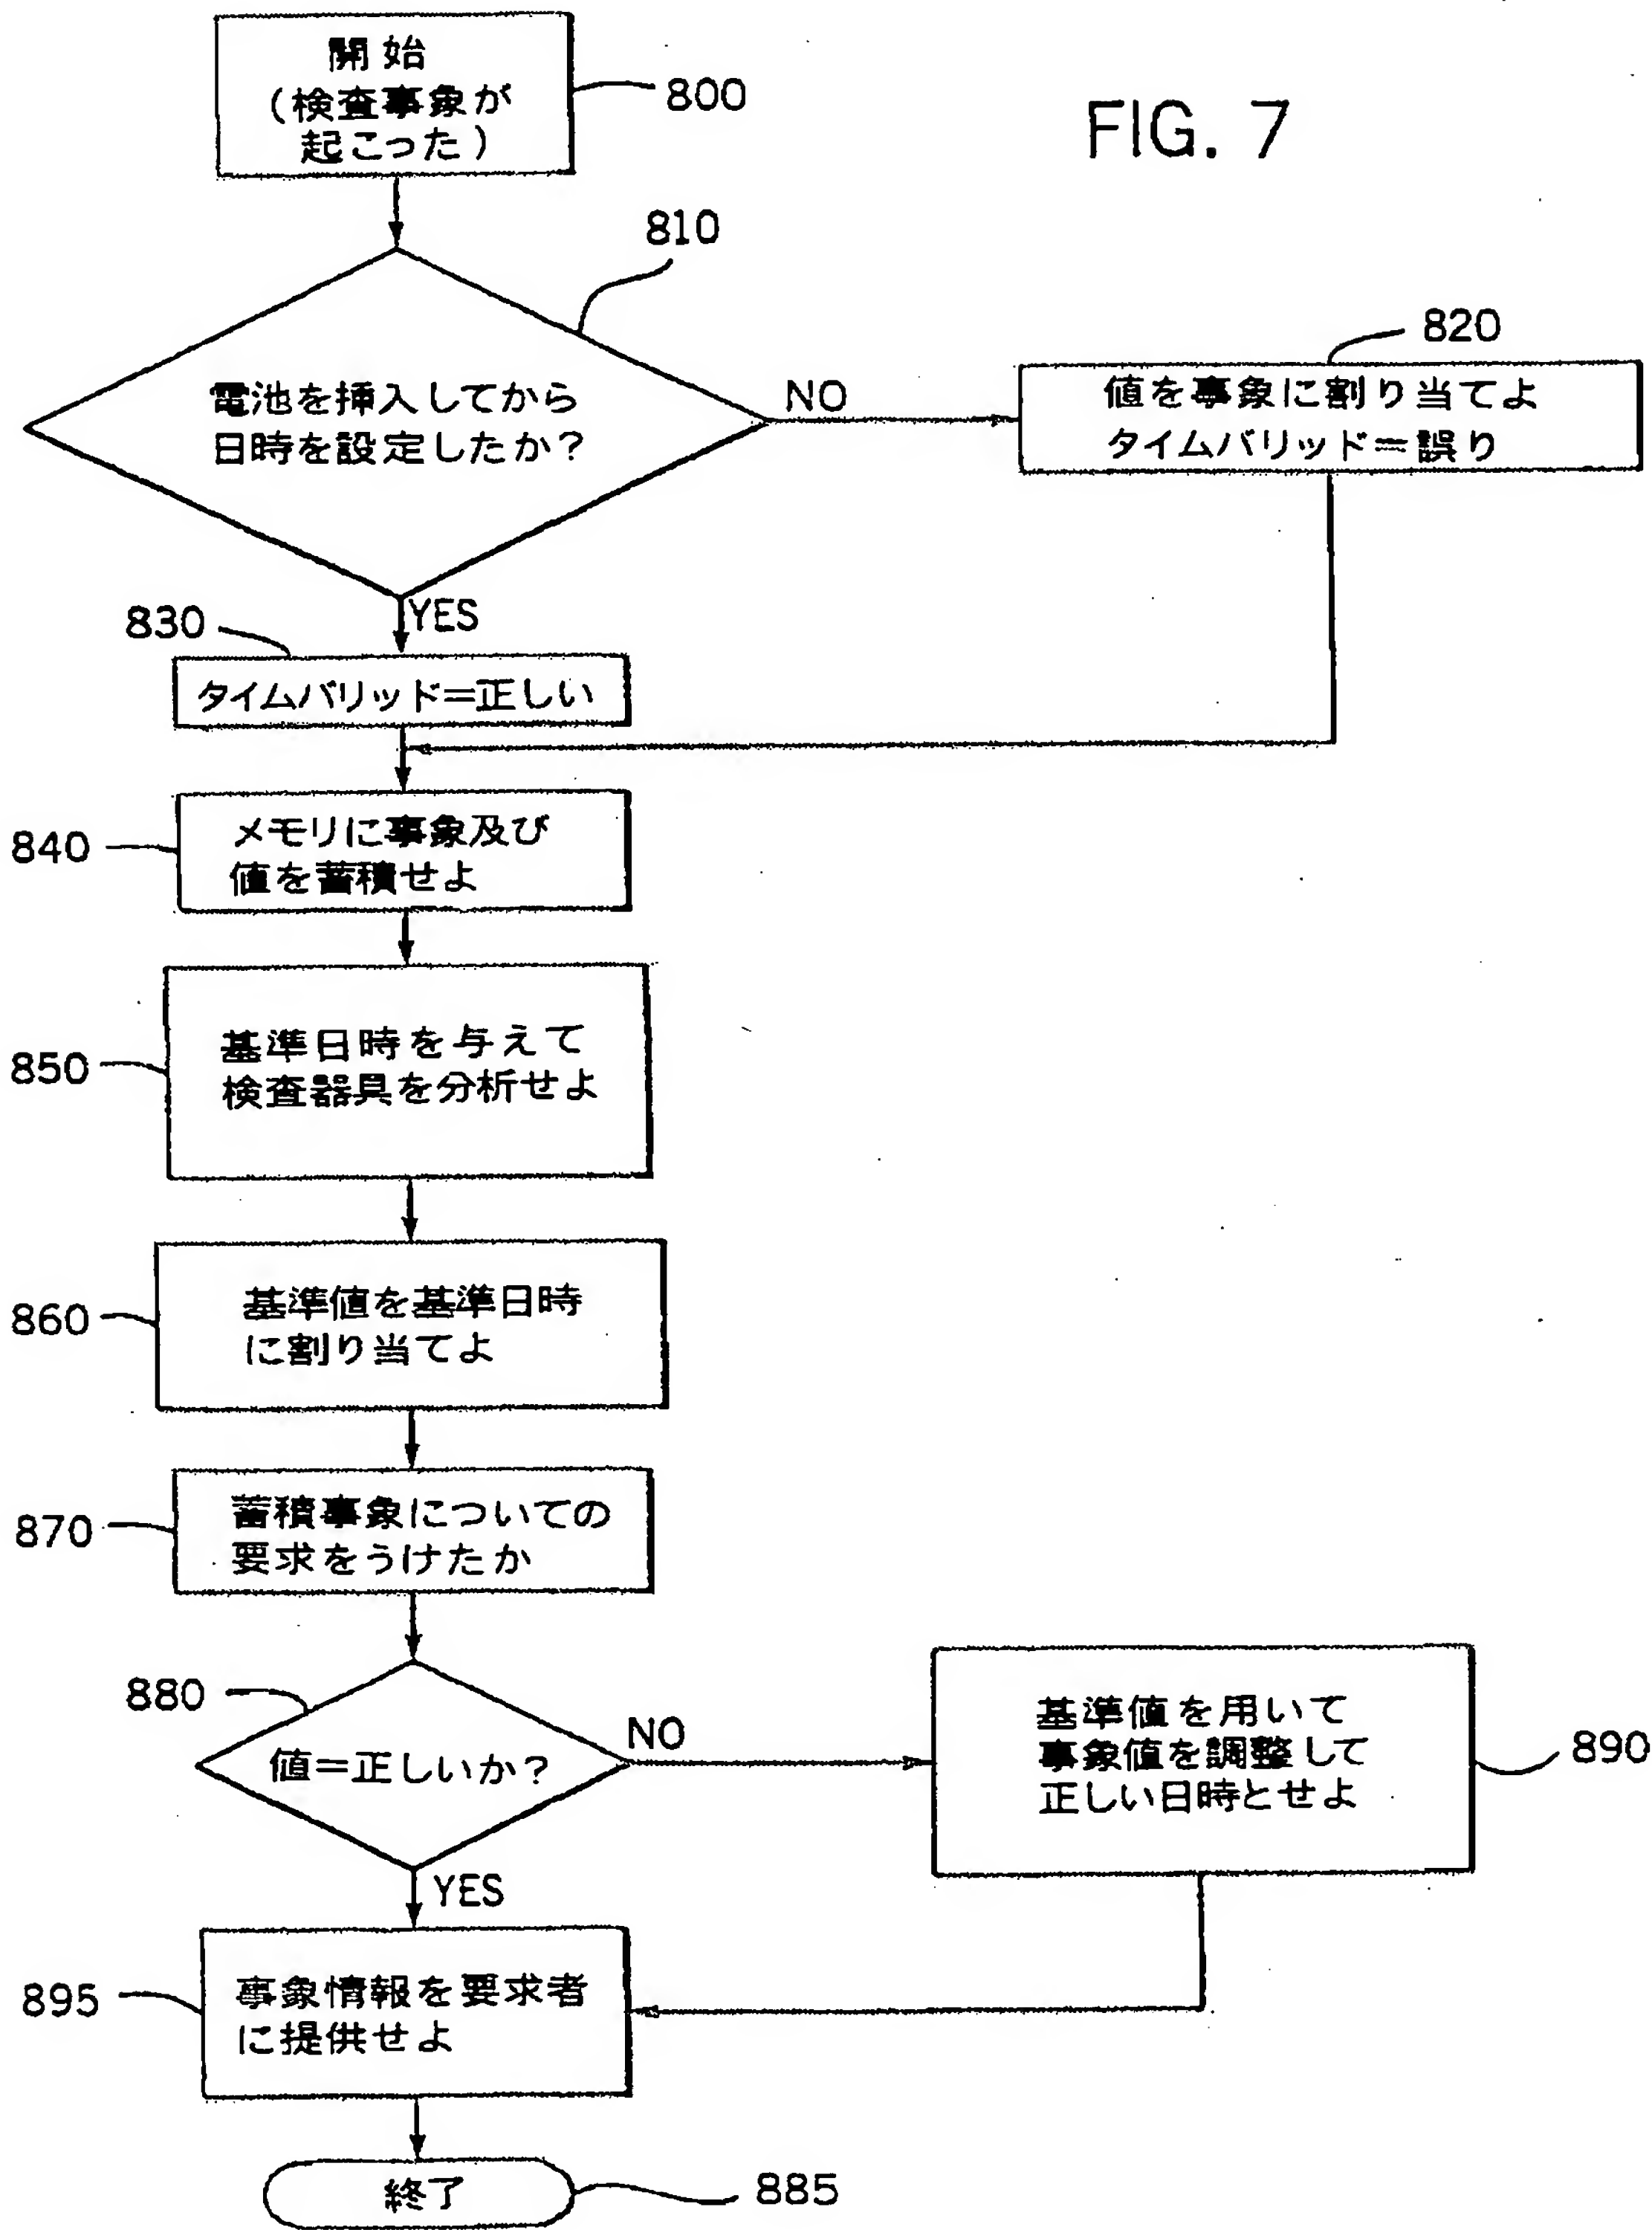 開始
(検査事象が
起こった)
800
FIG. 7
810
電池を挿入してから
日時を設定したか?
NO
820
値を事象に割り当てよ
タイムバリッド=誤り
YES
830
タイムバリッド=正しい
840
メモリに事象及び
値を蓄積せよ
850
基準日時を与えて
検査器具を分析せよ
860
基準値を基準日時
に割り当てよ
870
蓄積事象についての
要求をうけたか
880
値=正しいか?
NO
基準値を用いて
事象値を調整して
正しい日時とせよ
890
YES
895
事象情報を要求者
に提供せよ
終了
885